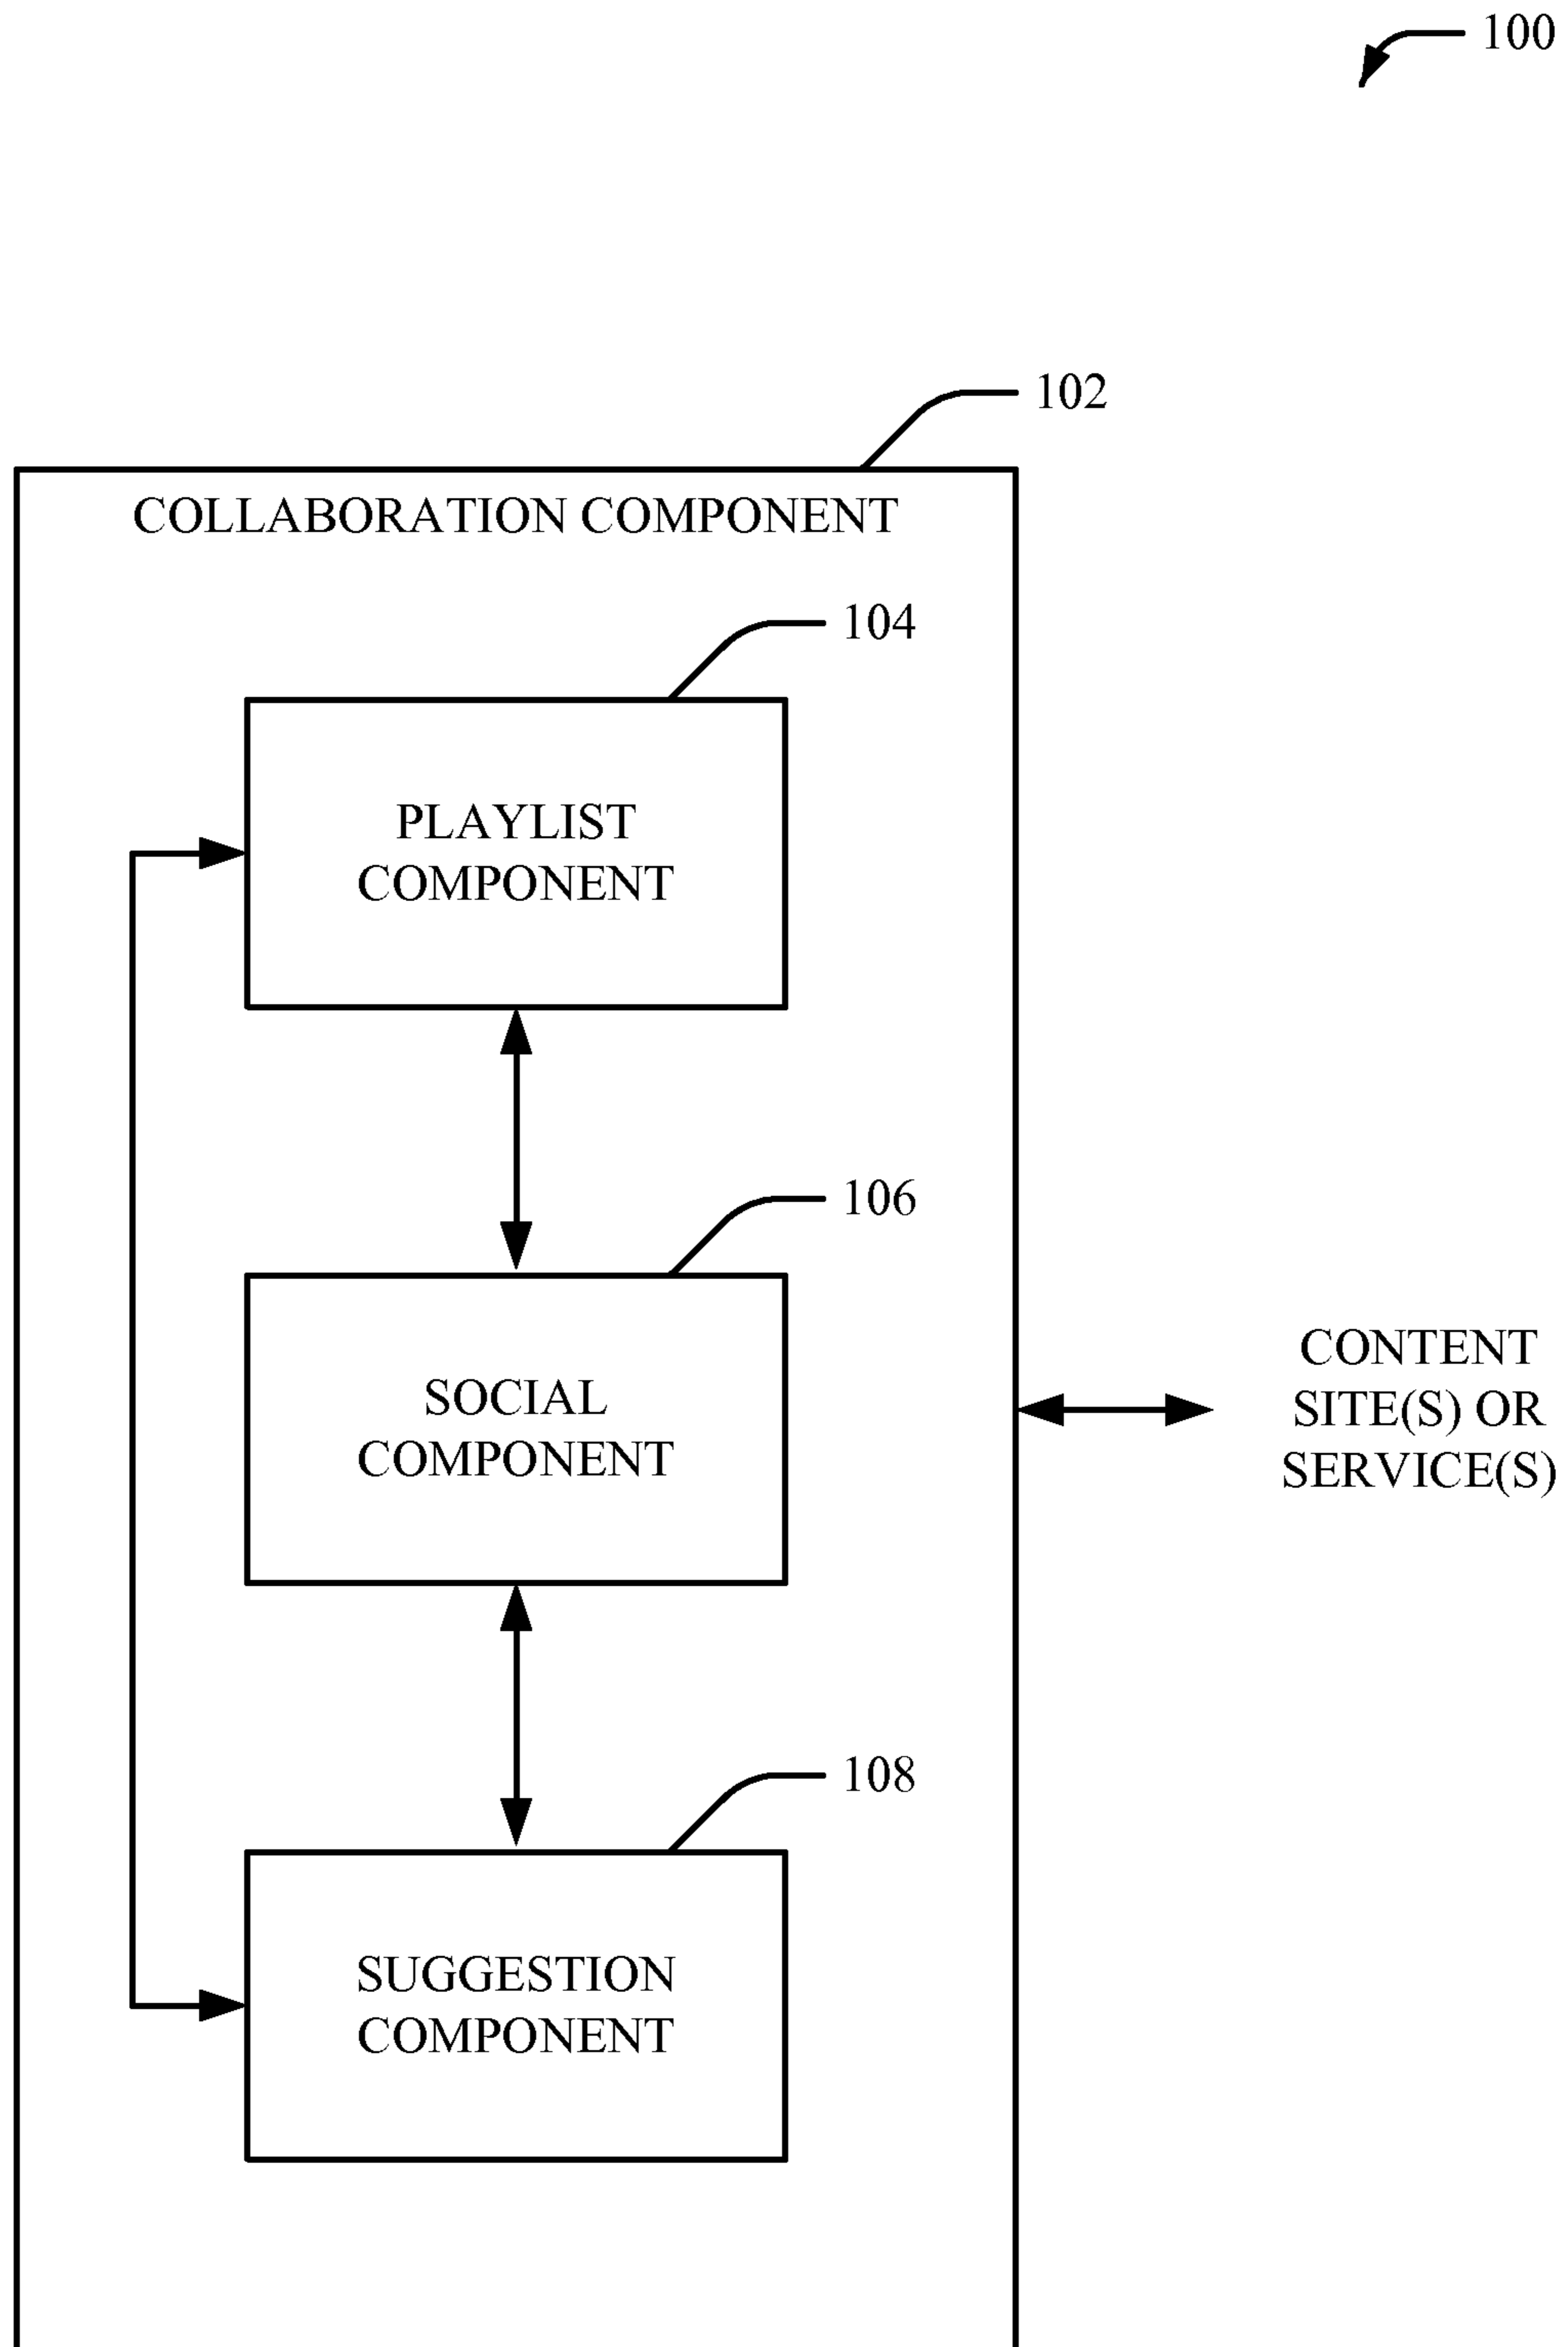 100
102
COLLABORATION COMPONENT
104
PLAYLIST
COMPONENT
106
SOCIAL
COMPONENT
CONTENT
SITE(S) OR
SERVICE(S)
108
SUGGESTION
COMPONENT